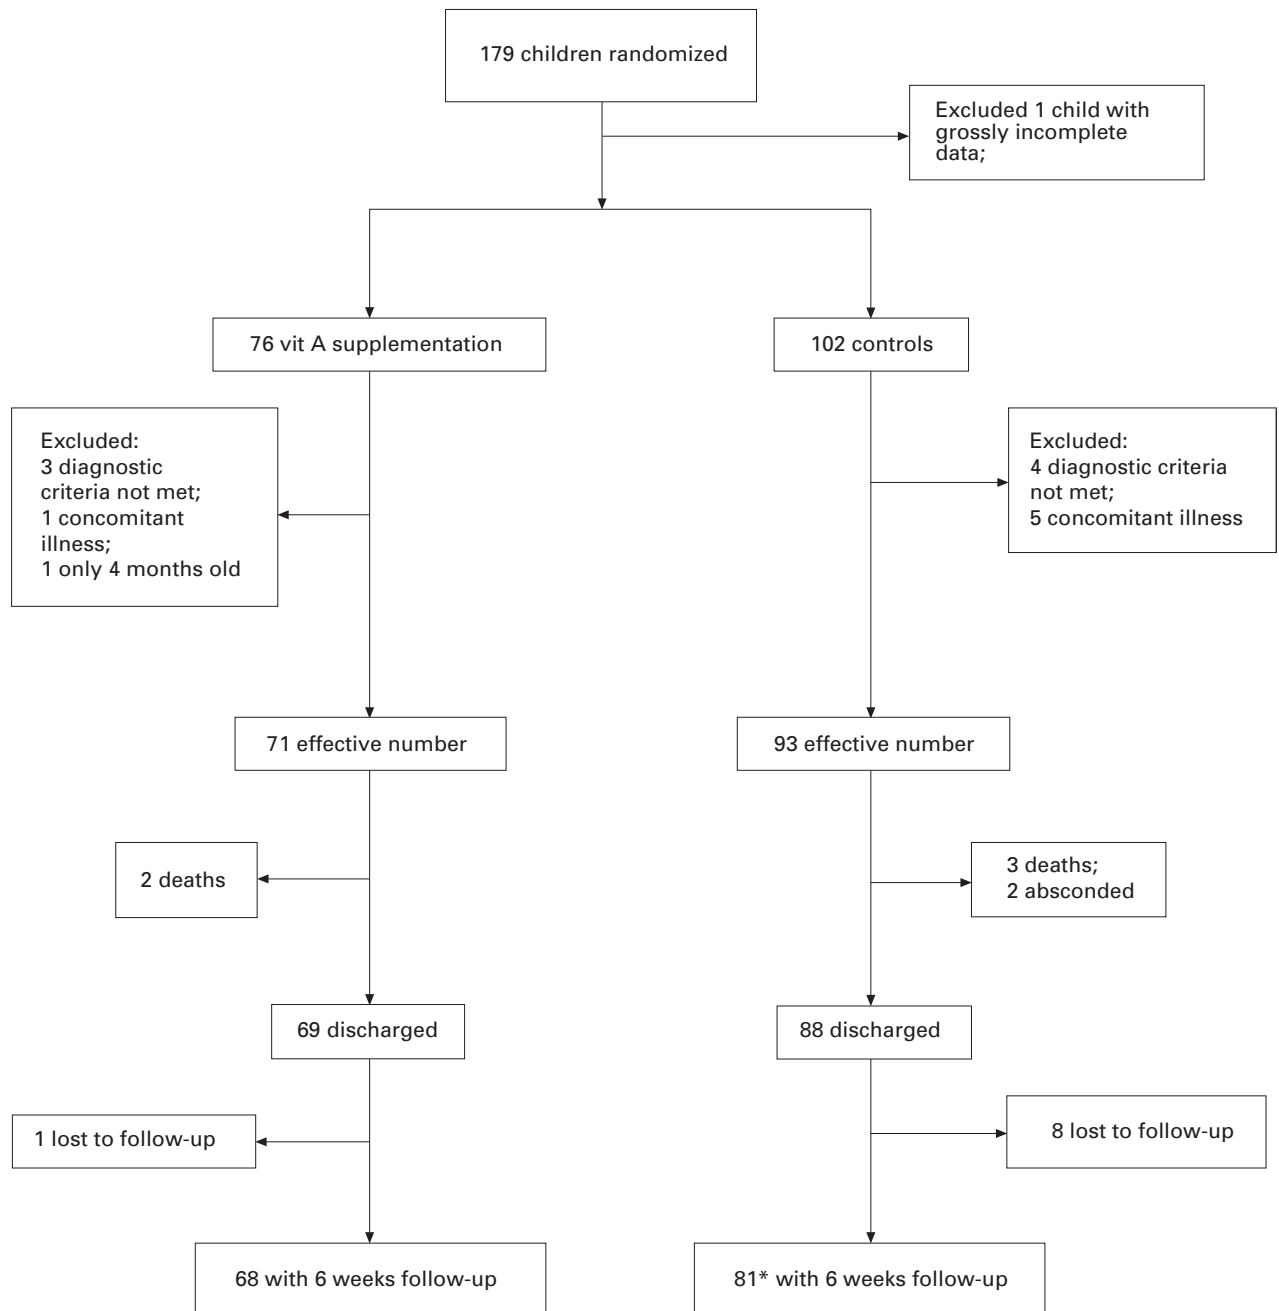 179 children randomized
Excluded 1 child with
grossly incomplete
data;
76 vit A supplementation
102 controls
Excluded:
3 diagnostic
criteria not met;
1 concomitant
illness;
1 only 4 months old
Excluded:
4 diagnostic criteria
not met;
5 concomitant illness
71 effective number
93 effective number
2 deaths
3 deaths;
2 absconded
69 discharged
88 discharged
1 lost to follow-up
8 lost to follow-up
68 with 6 weeks follow-up
81* with 6 weeks follow-up